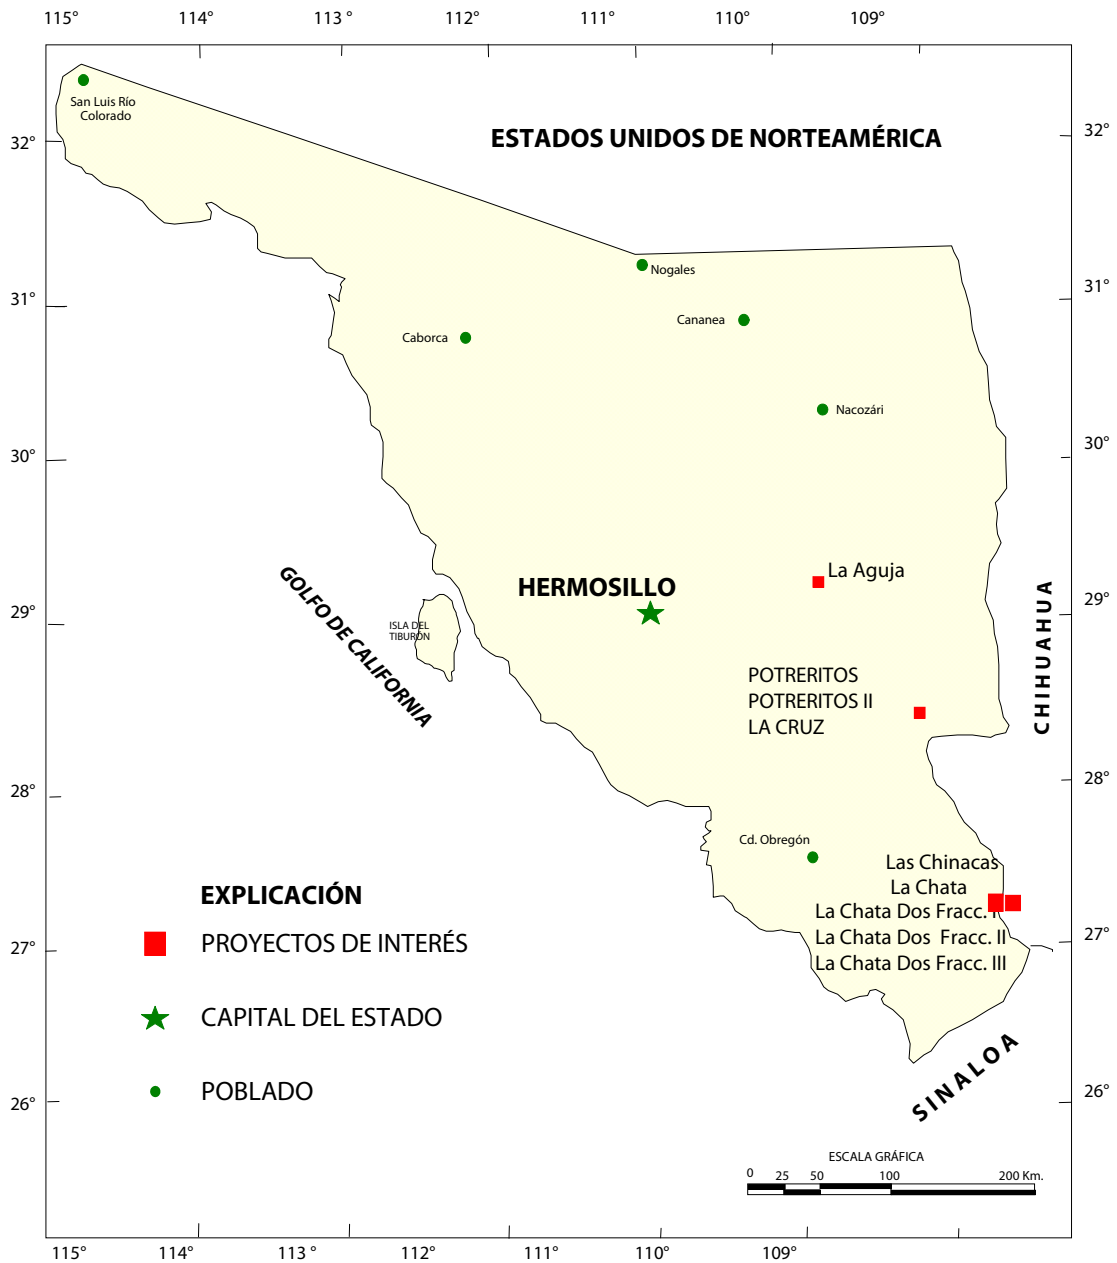 115° 114° 113° 112° 111° 110° 109°
San Luis Río
Colorado
ESTADOS UNIDOS DE NORTEAMÉRICA
32° 32°
Nogales
31° 31°
Cananea
Caborca
Nacozári
30° 30°
La Aguja
HERMOSILLO
29° 29°
GOLFO DE CALIFORNIA
ISLA DEL
TIBURÓN
CHIHUAHUA
POTRERITOS
POTRERITOS II
LA CRUZ
28° 28°
Cd. Obregón
Las Chinacas
La Chata
La Chata Dos Fracc. I
La Chata Dos Fracc. II
La Chata Dos Fracc. III
27° 27°
EXPLICACIÓN
PROYECTOS DE INTERÉS
CAPITAL DEL ESTADO
POBLADO
SINALOA
26° 26°
ESCALA GRÁFICA
0 25 50 100 200 Km.
115° 114° 113 ° 112° 111° 110° 109°